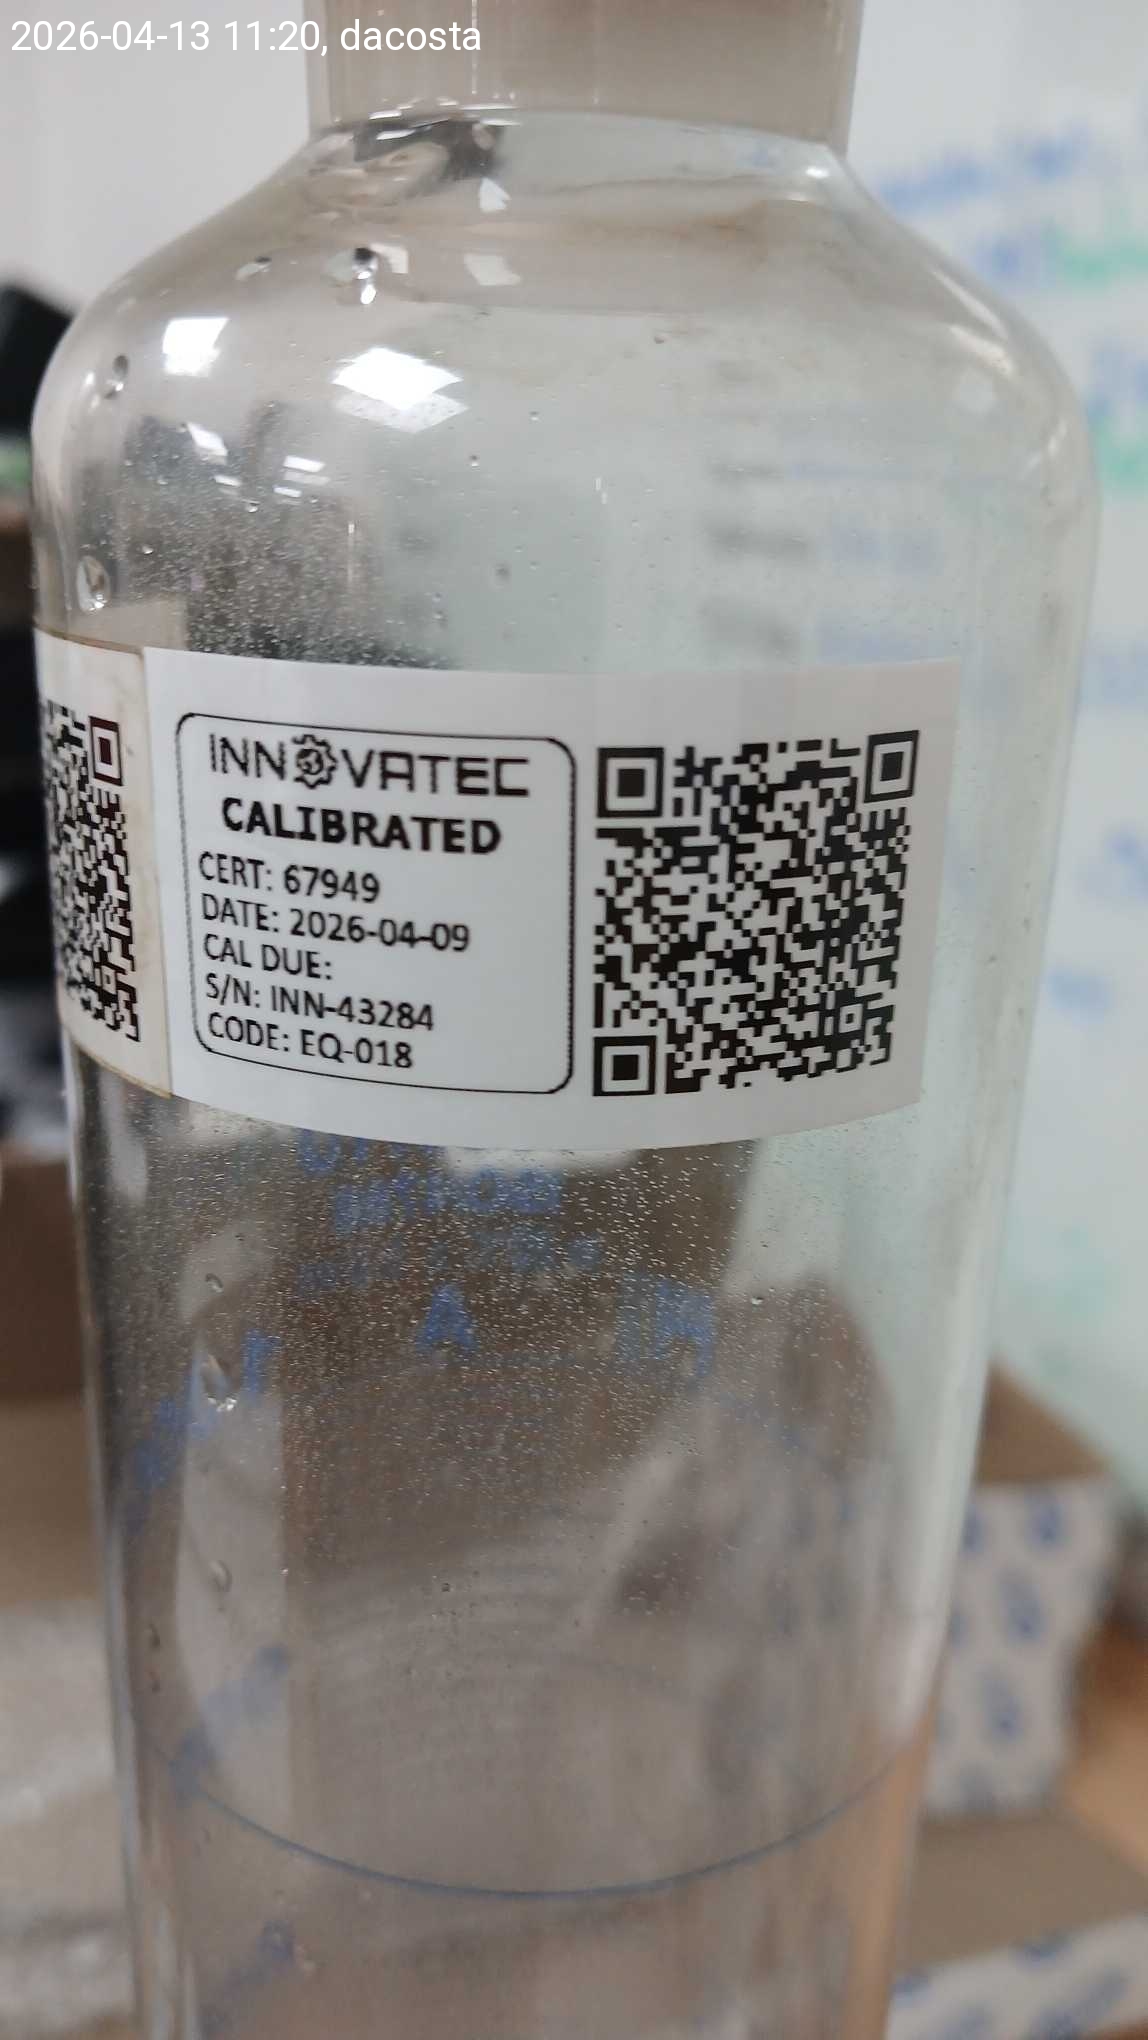 2026-04-13 11:20, dacosta
INNOVATEC
CALIBRATED
CERT: 67949
DATE: 2026-04-09
CAL DUE:
S/N: INN-43284
CODE: EQ-018